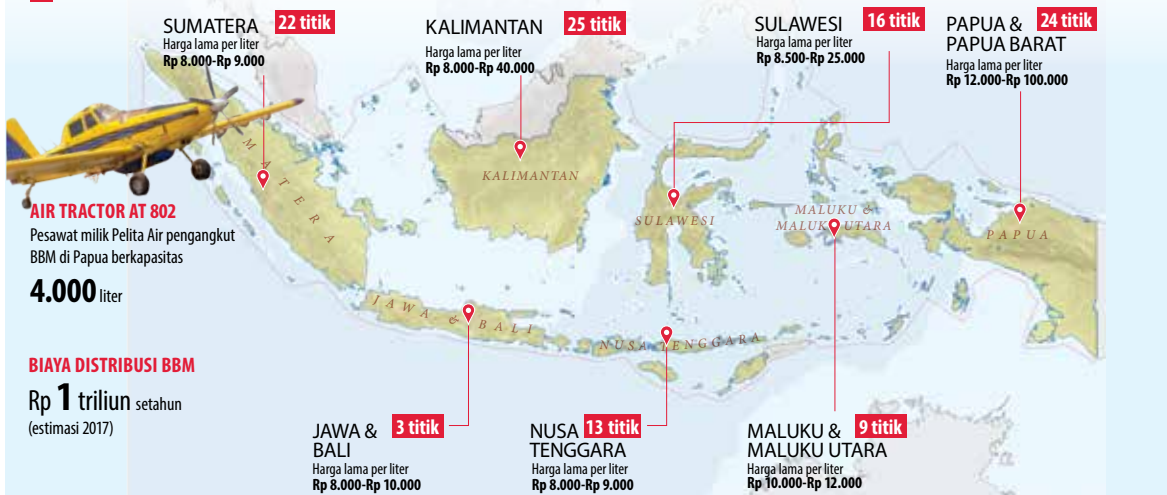 SUMATERA
22 titik
Harga lama per liter
Rp 8.000-Rp 9.000
KALIMANTAN
25 titik
Harga lama per liter
Rp 8.000-Rp 40.000
SULAWESI
16 titik
Harga lama per liter
Rp 8.500-Rp 25.000
PAPUA &
PAPUA BARAT
24 titik
Harga lama per liter
Rp 12.000-Rp 100.000
MATERA
KALIMANTAN
SULAWESI
MALUKU &
MALUKU UTARA
PAPUA
JAWA & BALI
NUSA TENGGARA
AIR TRACTOR AT 802
Pesawat milik Pelita Air pengangkut
BBM di Papua berkapasitas
4.000 liter
BIAYA DISTRIBUSI BBM
Rp 1 triliun setahun
(estimasi 2017)
JAWA &
BALI
3 titik
Harga lama per liter
Rp 8.000-Rp 10.000
NUSA
TENGGARA
13 titik
Harga lama per liter
Rp 8.000-Rp 9.000
MALUKU &
MALUKU UTARA
9 titik
Harga lama per liter
Rp 10.000-Rp 12.000